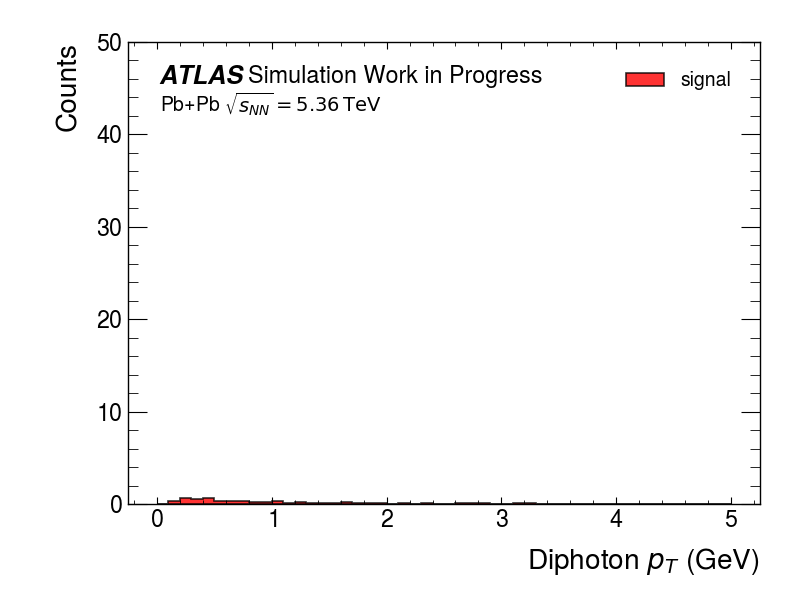 50
40
30
20
10
0
Counts
ATLAS Simulation Work in Progress
Pb+Pb √s_NN = 5.36 TeV
signal
0 1 2 3 4 5
Diphoton p_T (GeV)